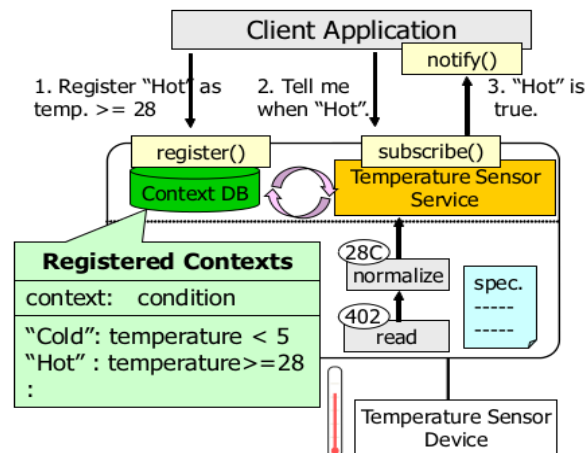 Client Application
notify()
1. Register “Hot” as
temp. >= 28
2. Tell me
when “Hot”.
3. “Hot” is
true.
register()
subscribe()
Context DB
Temperature Sensor
Service
28C
normalize
402
read
spec.
-----
-----
Registered Contexts
context: condition
“Cold”: temperature < 5
“Hot” : temperature>=28
:
Temperature Sensor
Device